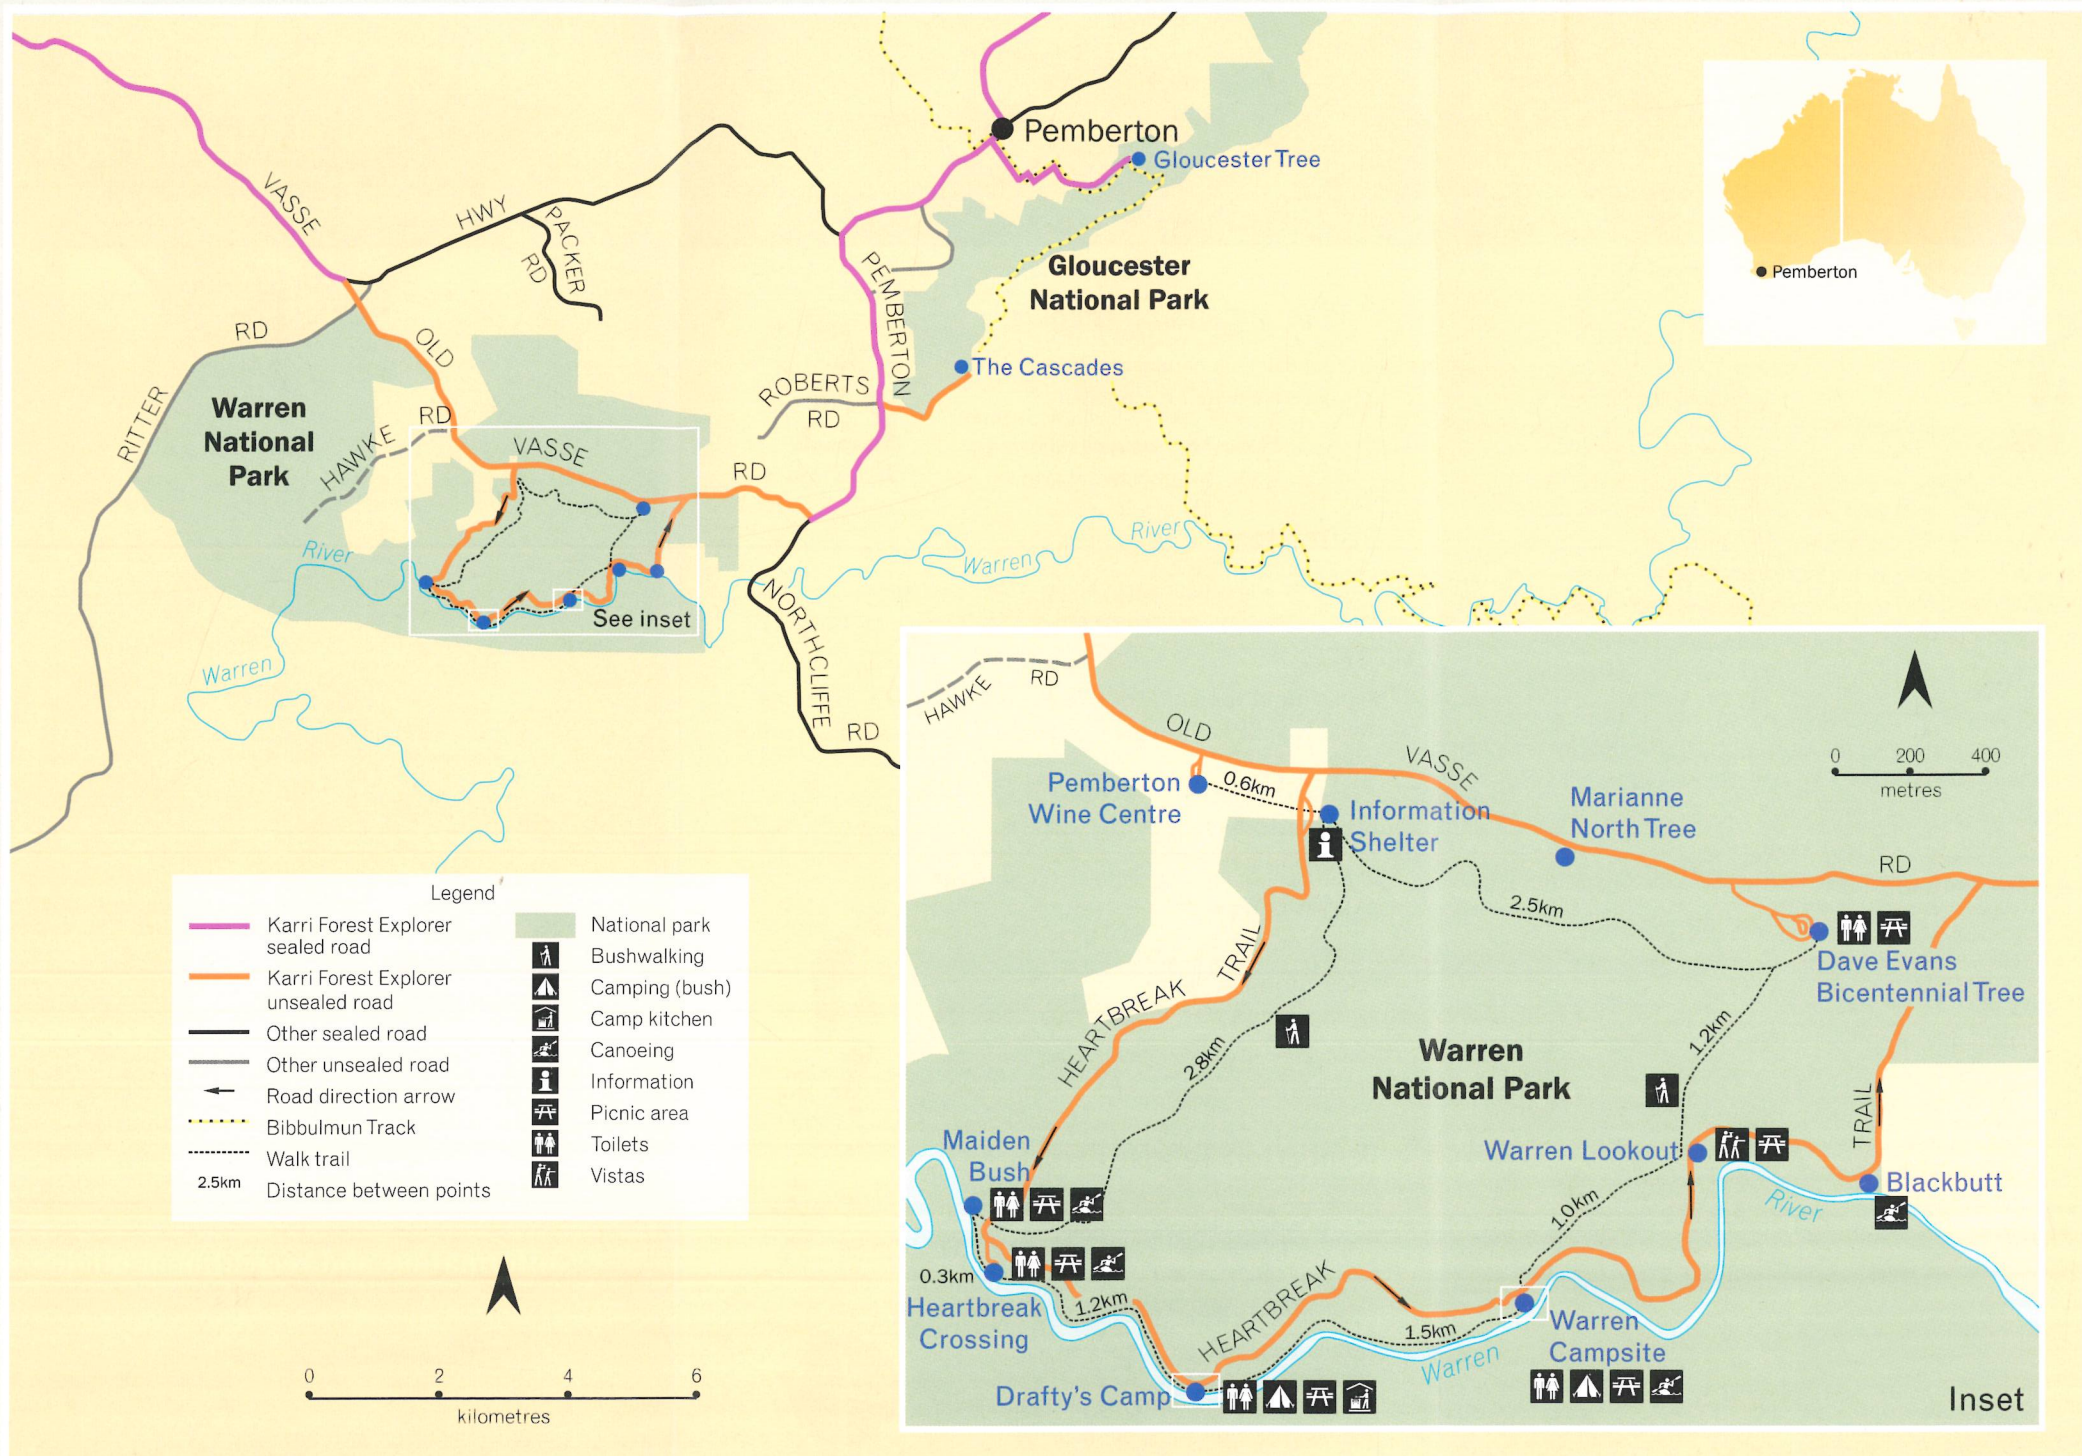 Pemberton
Gloucester Tree
VASSE
HWY
PACKER
RD
PEMBERTON
Gloucester
National Park
Pemberton
RD
OLD
The Cascades
ROBERTS
RD
RITTER
Warren
National
Park
HAWKE
RD
VASSE
RD
River
Warren
River
See inset
Warren
NORTHCLIFFE
RD
HAWKE
RD
OLD
VASSE
0 200 400
metres
Pemberton
Wine Centre
0.6km
Information
Shelter
Marianne
North Tree
RD
2.5km
Dave Evans
Bicentennial Tree
TRAIL
HEARTBREAK
2.8km
1.2km
Warren
National Park
TRAIL
Maiden
Bush
Warren Lookout
Blackbutt
River
1.0km
0.3km
Heartbreak
Crossing
1.2km
HEARTBREAK
1.5km
Warren
Warren
Campsite
Drafty's Camp
Inset
Legend
Karri Forest Explorer
sealed road
Karri Forest Explorer
unsealed road
Other sealed road
Other unsealed road
Road direction arrow
Bibbulmun Track
Walk trail
2.5km Distance between points
National park
Bushwalking
Camping (bush)
Camp kitchen
Canoeing
i Information
Picnic area
Toilets
Vistas
0 2 4 6
kilometres